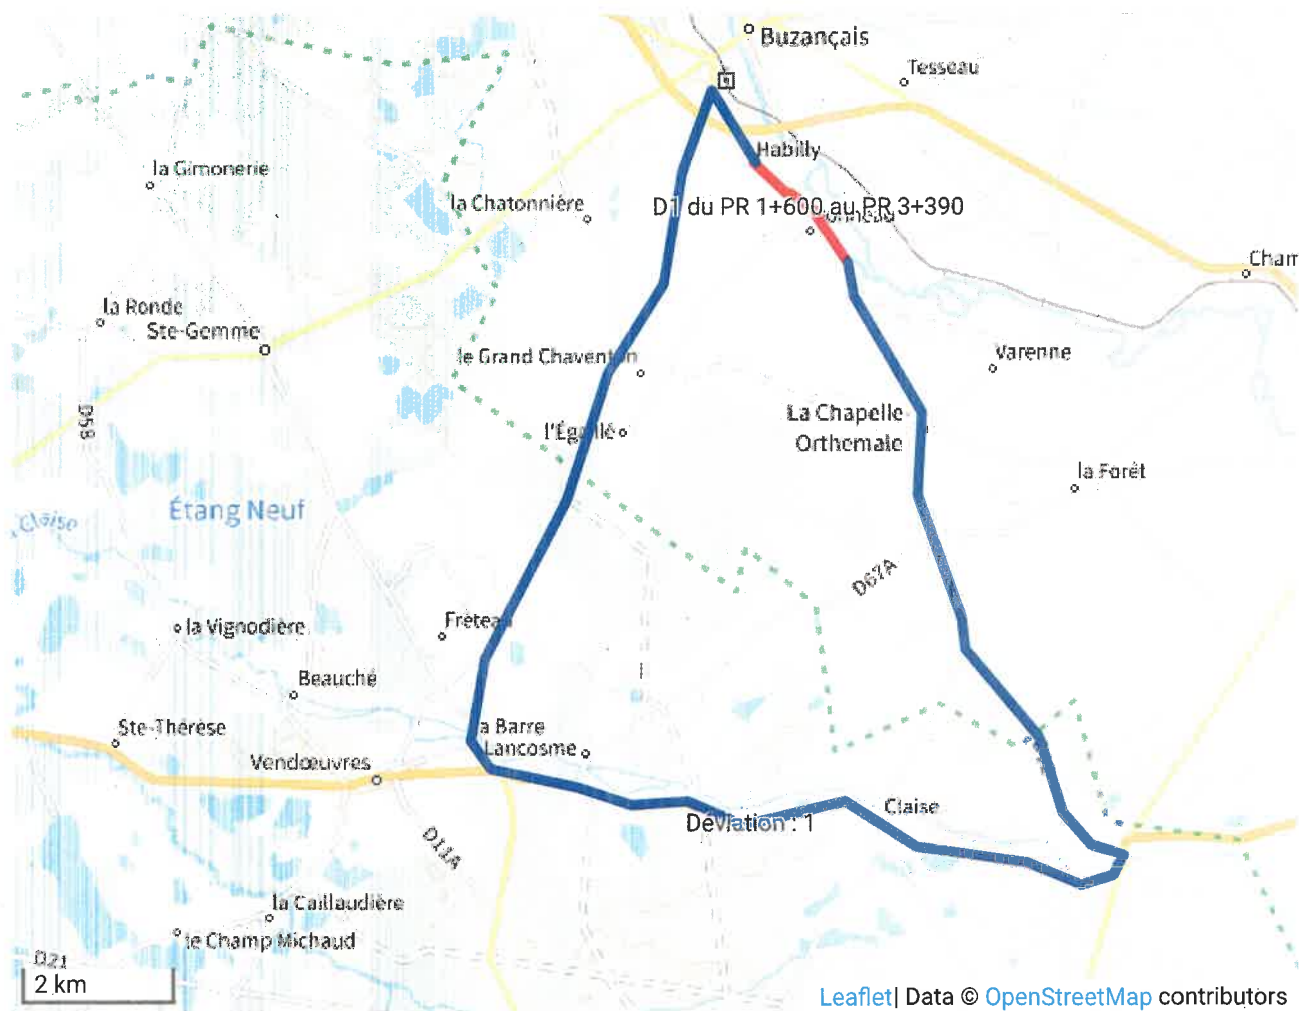 Buzançais
Tesseau
Habilly
la Gimonerie
la Chatonnière
D1 du PR 1+600 au PR 3+390
Cham
la Ronde
Ste-Gemme
le Grand Chaventon
Varenne
D58
La Chapelle
Orthemale
l'Égaillé
la Forêt
Étang Neuf
Claise
D67A
la Vignodière
Beauché
Ste-Thérèse
a Barre
Lancosme
Vendœuvres
Claise
Déviation : 1
D11A
la Caillaudière
le Champ Michaud
D21
2 km
Leaflet| Data © OpenStreetMap contributors